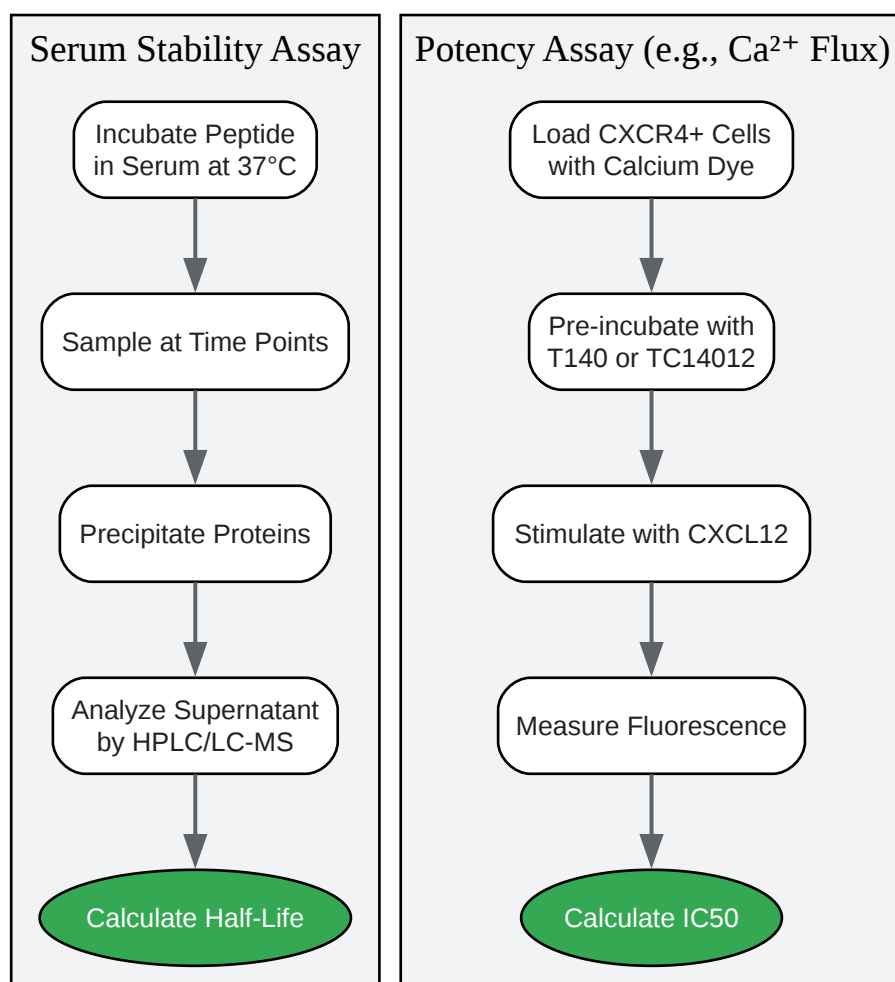 Serum Stability Assay
Incubate Peptide
in Serum at 37°C
Sample at Time Points
Precipitate Proteins
Analyze Supernatant
by HPLC/LC-MS
Calculate Half-Life
Potency Assay (e.g., Ca²⁺ Flux)
Load CXCR4+ Cells
with Calcium Dye
Pre-incubate with
T140 or TC14012
Stimulate with CXCL12
Measure Fluorescence
Calculate IC50